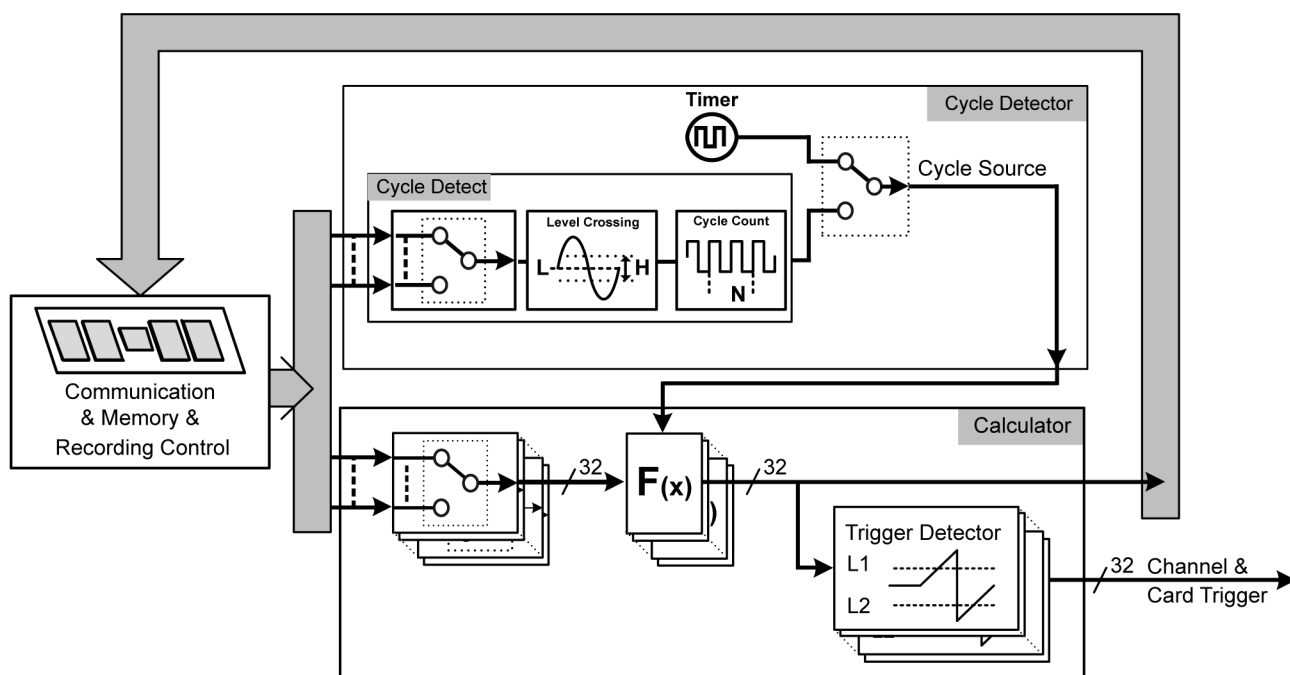 Timer
Cycle Detector
Cycle Source
Cycle Detect
Level Crossing
L
H
Cycle Count
N
Communication
& Memory &
Recording Control
Calculator
32
F(x)
)
32
Trigger Detector
L1
L2
32
Channel &
Card Trigger